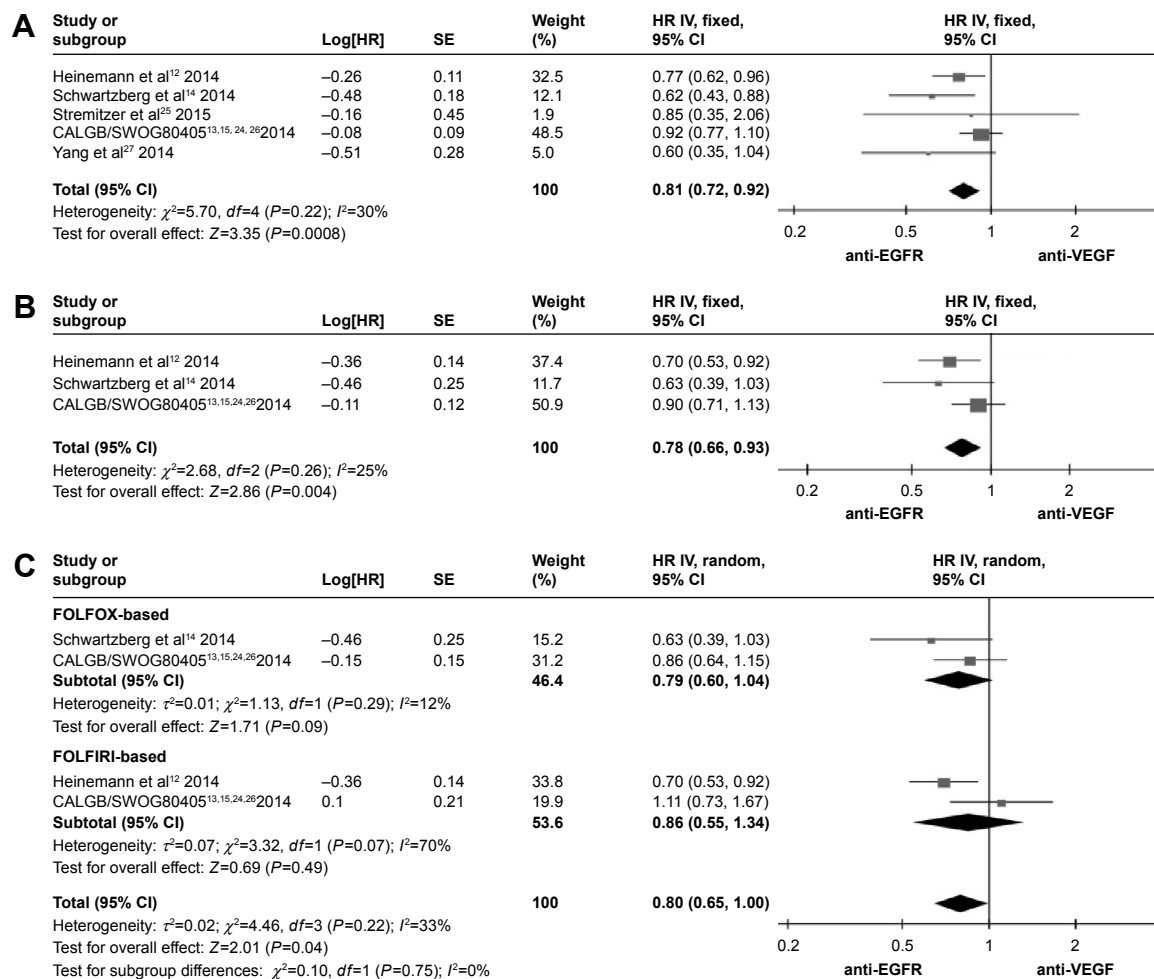 A
Study or subgroup Log[HR] SE Weight (%) HR IV, fixed, 95% CI HR IV, fixed, 95% CI
Heinemann et al12 2014 –0.26 0.11 32.5 0.77 (0.62, 0.96)
Schwartzberg et al14 2014 –0.48 0.18 12.1 0.62 (0.43, 0.88)
Stremitzer et al25 2015 –0.16 0.45 1.9 0.85 (0.35, 2.06)
CALGB/SWOG8040513,15, 24, 262014 –0.08 0.09 48.5 0.92 (0.77, 1.10)
Yang et al27 2014 –0.51 0.28 5.0 0.60 (0.35, 1.04)
Total (95% CI) 100 0.81 (0.72, 0.92)
Heterogeneity: χ2=5.70, df=4 (P=0.22); I2=30%
Test for overall effect: Z=3.35 (P=0.0008)
0.2 0.5 1 2
anti-EGFR anti-VEGF
B
Study or subgroup Log[HR] SE Weight (%) HR IV, fixed, 95% CI HR IV, fixed, 95% CI
Heinemann et al12 2014 –0.36 0.14 37.4 0.70 (0.53, 0.92)
Schwartzberg et al14 2014 –0.46 0.25 11.7 0.63 (0.39, 1.03)
CALGB/SWOG8040513,15,24,262014 –0.11 0.12 50.9 0.90 (0.71, 1.13)
Total (95% CI) 100 0.78 (0.66, 0.93)
Heterogeneity: χ2=2.68, df=2 (P=0.26); I2=25%
Test for overall effect: Z=2.86 (P=0.004)
0.2 0.5 1 2
anti-EGFR anti-VEGF
C
Study or subgroup Log[HR] SE Weight (%) HR IV, random, 95% CI HR IV, random, 95% CI
FOLFOX-based
Schwartzberg et al14 2014 –0.46 0.25 15.2 0.63 (0.39, 1.03)
CALGB/SWOG8040513,15,24,262014 –0.15 0.15 31.2 0.86 (0.64, 1.15)
Subtotal (95% CI) 46.4 0.79 (0.60, 1.04)
Heterogeneity: τ2=0.01; χ2=1.13, df=1 (P=0.29); I2=12%
Test for overall effect: Z=1.71 (P=0.09)
FOLFIRI-based
Heinemann et al12 2014 –0.36 0.14 33.8 0.70 (0.53, 0.92)
CALGB/SWOG8040513,15,24,262014 0.1 0.21 19.9 1.11 (0.73, 1.67)
Subtotal (95% CI) 53.6 0.86 (0.55, 1.34)
Heterogeneity: τ2=0.07; χ2=3.32, df=1 (P=0.07); I2=70%
Test for overall effect: Z=0.69 (P=0.49)
Total (95% CI) 100 0.80 (0.65, 1.00)
Heterogeneity: τ2=0.02; χ2=4.46, df=3 (P=0.22); I2=33%
Test for overall effect: Z=2.01 (P=0.04)
Test for subgroup differences: χ2=0.10, df=1 (P=0.75); I2=0%
0.2 0.5 1 2
anti-EGFR anti-VEGF